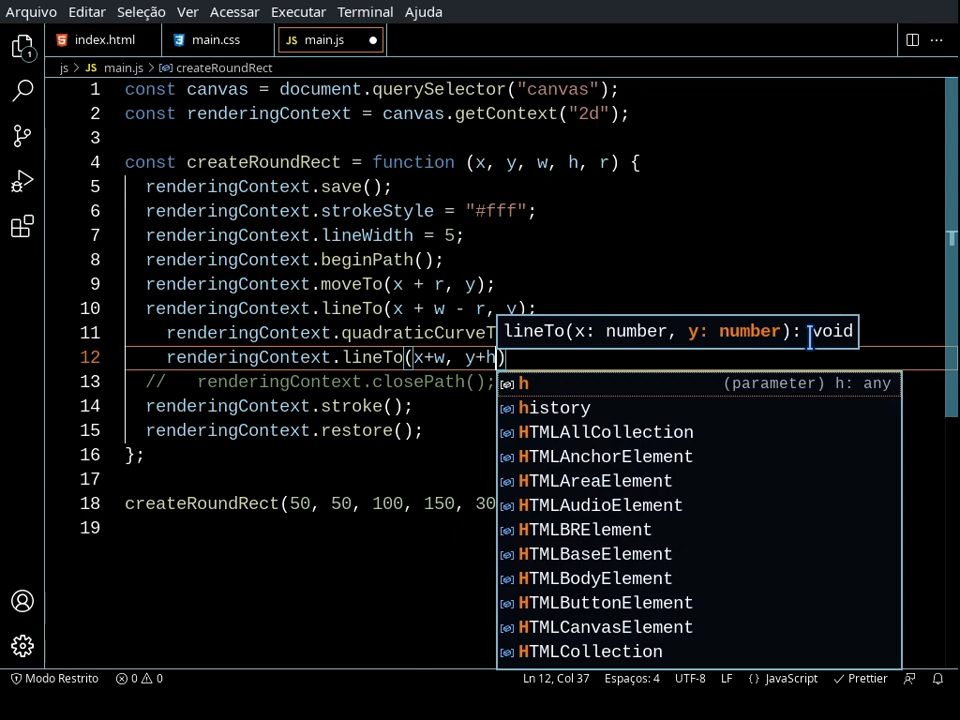 Arquivo Editar Seleção Ver Acessar Executar Terminal Ajuda
index.html main.css JS main.js
js > JS main.js > createRoundRect
1 const canvas = document.querySelector("canvas");
2 const renderingContext = canvas.getContext("2d");
3
4 const createRoundRect = function (x, y, w, h, r) {
5 renderingContext.save();
6 renderingContext.strokeStyle = "#fff";
7 renderingContext.lineWidth = 5;
8 renderingContext.beginPath();
9 renderingContext.moveTo(x + r, y);
10 renderingContext.lineTo(x + w - r, y);
11 renderingContext.quadraticCurveT
lineTo(x: number, y: number): void
12 renderingContext.lineTo(x+w, y+h)
13 // renderingContext.closePath();
14 renderingContext.stroke();
15 renderingContext.restore();
16 };
17
18 createRoundRect(50, 50, 100, 150, 30
19
h (parameter) h: any
history
HTMLAllCollection
HTMLAnchorElement
HTMLAreaElement
HTMLAudioElement
HTMLBRElement
HTMLBaseElement
HTMLBodyElement
HTMLButtonElement
HTMLCanvasElement
HTMLCollection
1
Modo Restrito 0 0 Ln 12, Col 37 Espaços: 4 UTF-8 LF {} JavaScript Prettier